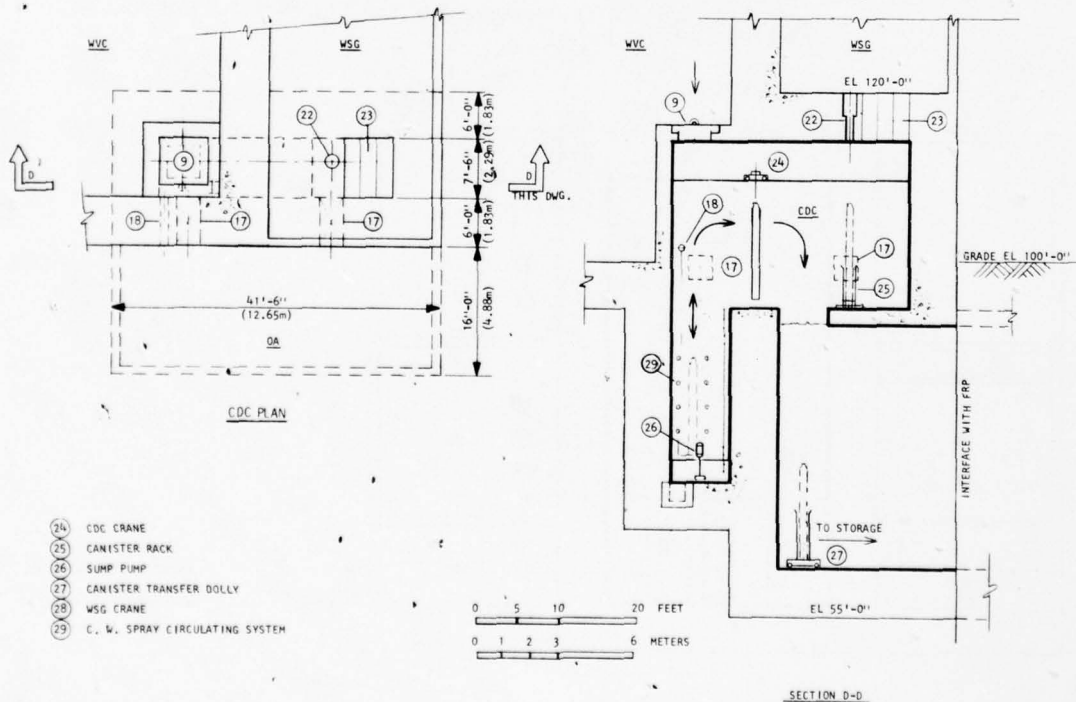 WVC
WSG
22
23
9
D
D
THIS DWG.
18
17
17
6'-0"
(1.83m)
7'-6"
(2.29m)
6'-0"
(1.83m)
16'-0"
(4.88m)
41'-6"
(12.65m)
OA
CDC PLAN
24 CDC CRANE
25 CANISTER RACK
26 SUMP PUMP
27 CANISTER TRANSFER DOLLY
28 WSG CRANE
29 C. W. SPRAY CIRCULATING SYSTEM
0 5 10 20 FEET
0 1 2 3 6 METERS
WVC
WSG
EL 120'-0"
9
22
23
24
CDC
18
17
17
25
GRADE EL 100'-0"
29
26
TO STORAGE
27
INTERFACE WITH FRP
EL 55'-0"
SECTION D-D